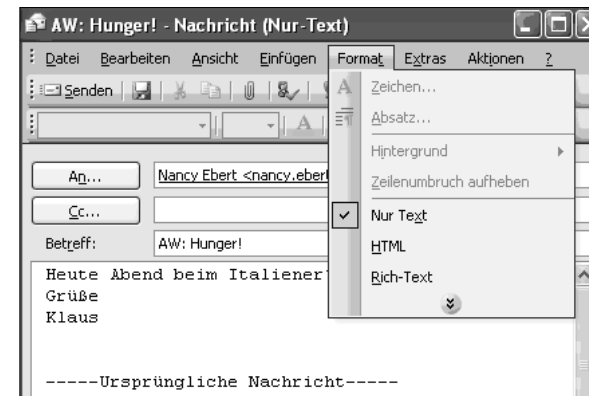 AW: Hunger! - Nachricht (Nur-Text)
Datei Bearbeiten Ansicht Einfügen Format Extras Aktionen ?
Senden
Zeichen...
Absatz...
Hintergrund
Zeilenumbruch aufheben
Nur Text
HTML
Rich-Text
An... Nancy Ebert <nancy.eber
Cc...
Betreff: AW: Hunger!
Heute Abend beim Italiener
Grüße
Klaus
-----Ursprüngliche Nachricht-----